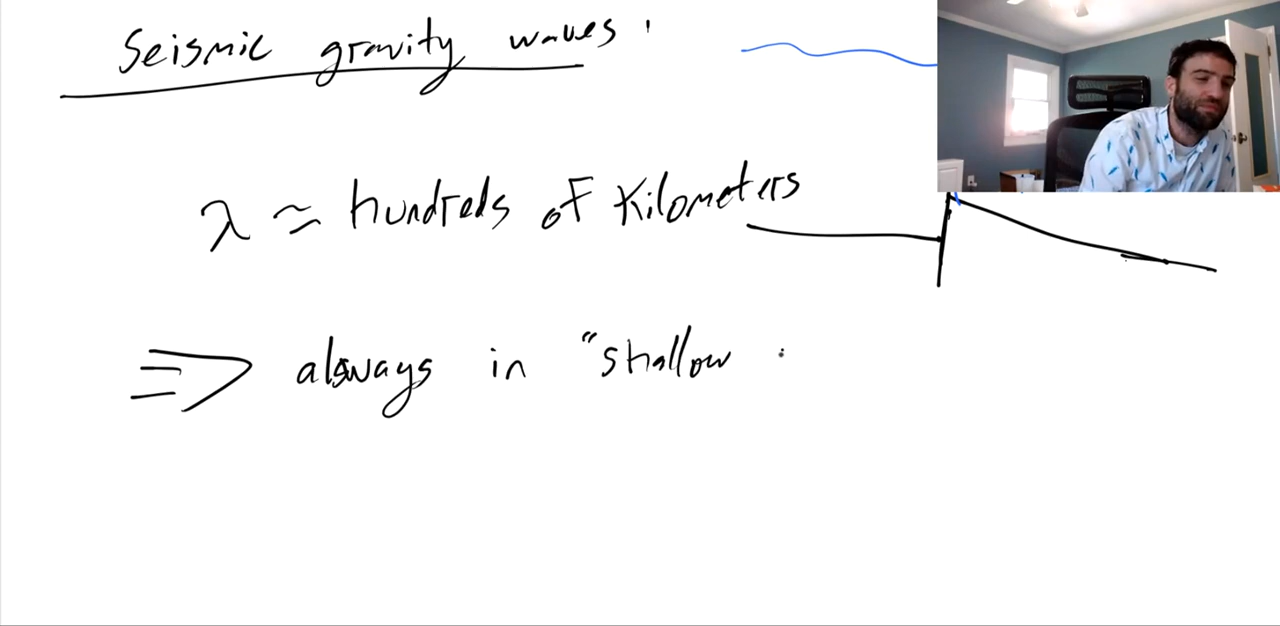 Seismic gravity waves:
λ ≈ hundreds of kilometers
⇒ always in "shallow